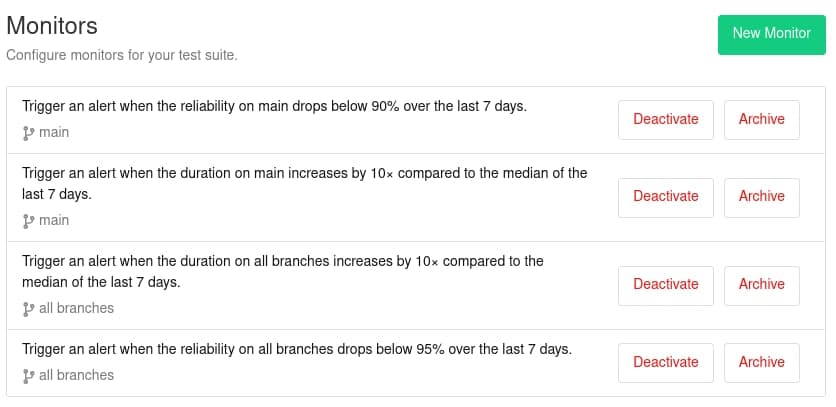 Monitors
New Monitor
Configure monitors for your test suite.
Trigger an alert when the reliability on main drops below 90% over the last 7 days.
main
Deactivate
Archive
Trigger an alert when the duration on main increases by 10× compared to the median of the
last 7 days.
main
Deactivate
Archive
Trigger an alert when the duration on all branches increases by 10× compared to the
median of the last 7 days.
all branches
Deactivate
Archive
Trigger an alert when the reliability on all branches drops below 95% over the last 7 days.
all branches
Deactivate
Archive